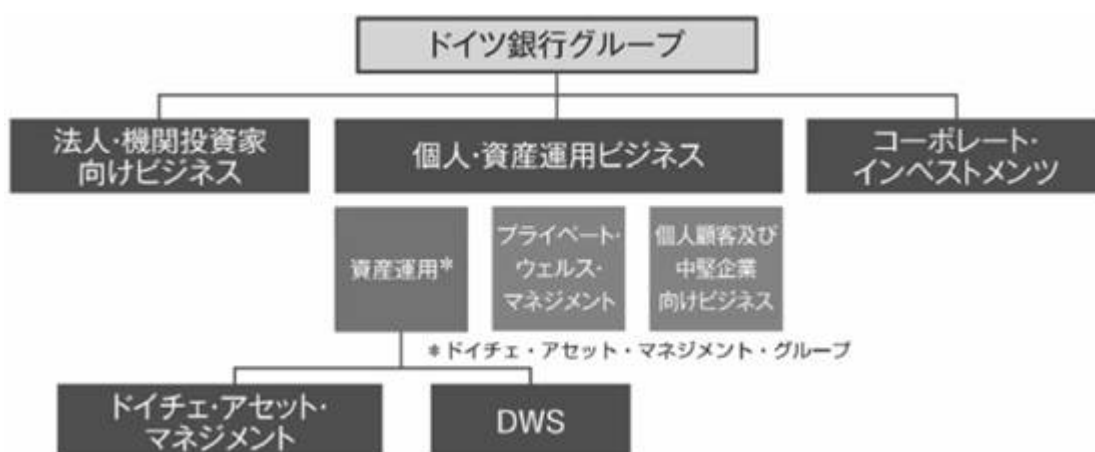 ドイツ銀行グループ
法人・機関投資家
向けビジネス
個人・資産運用ビジネス
コーポレート・
インベストメンツ
資産運用*
プライベート・
ウェルス・
マネジメント
個人顧客及び
中堅企業
向けビジネス
*ドイチェ・アセット・マネジメント・グループ
ドイチェ・アセット・
マネジメント
DWS